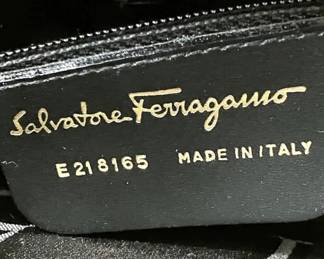 Salvatore Ferragamo
E218165 MADE IN ITALY